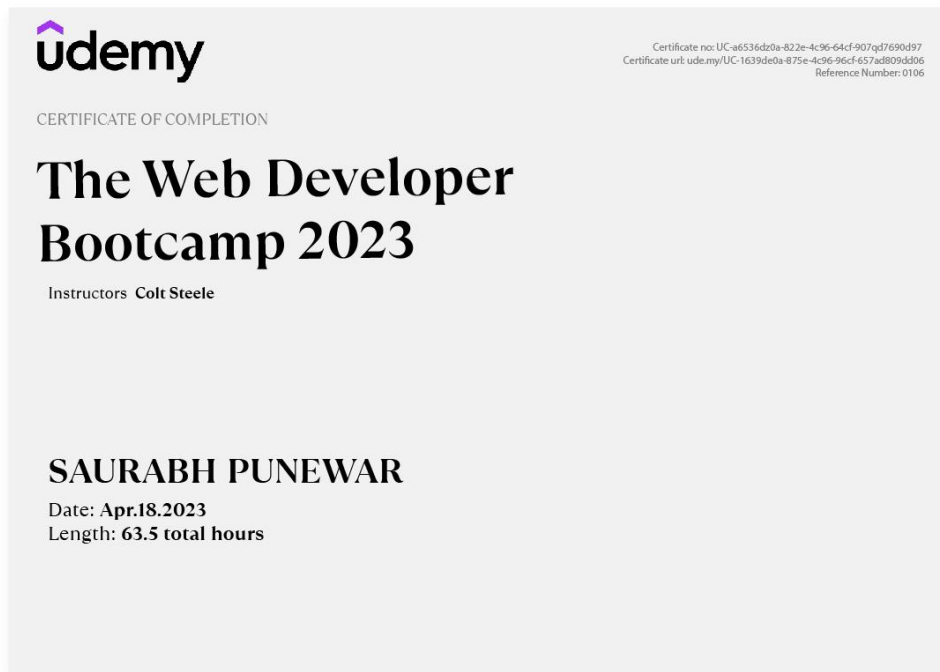 ûdemy
Certificate no: UC-a6536dz0a-822e-4c96-64cf-907qd7690d97
Certificate url: ude.my/UC-1639de0a-875e-4c96-96cf-657ad809dd06
Reference Number: 0106
CERTIFICATE OF COMPLETION
The Web Developer
Bootcamp 2023
Instructors Colt Steele
SAURABH PUNEWAR
Date: Apr.18.2023
Length: 63.5 total hours